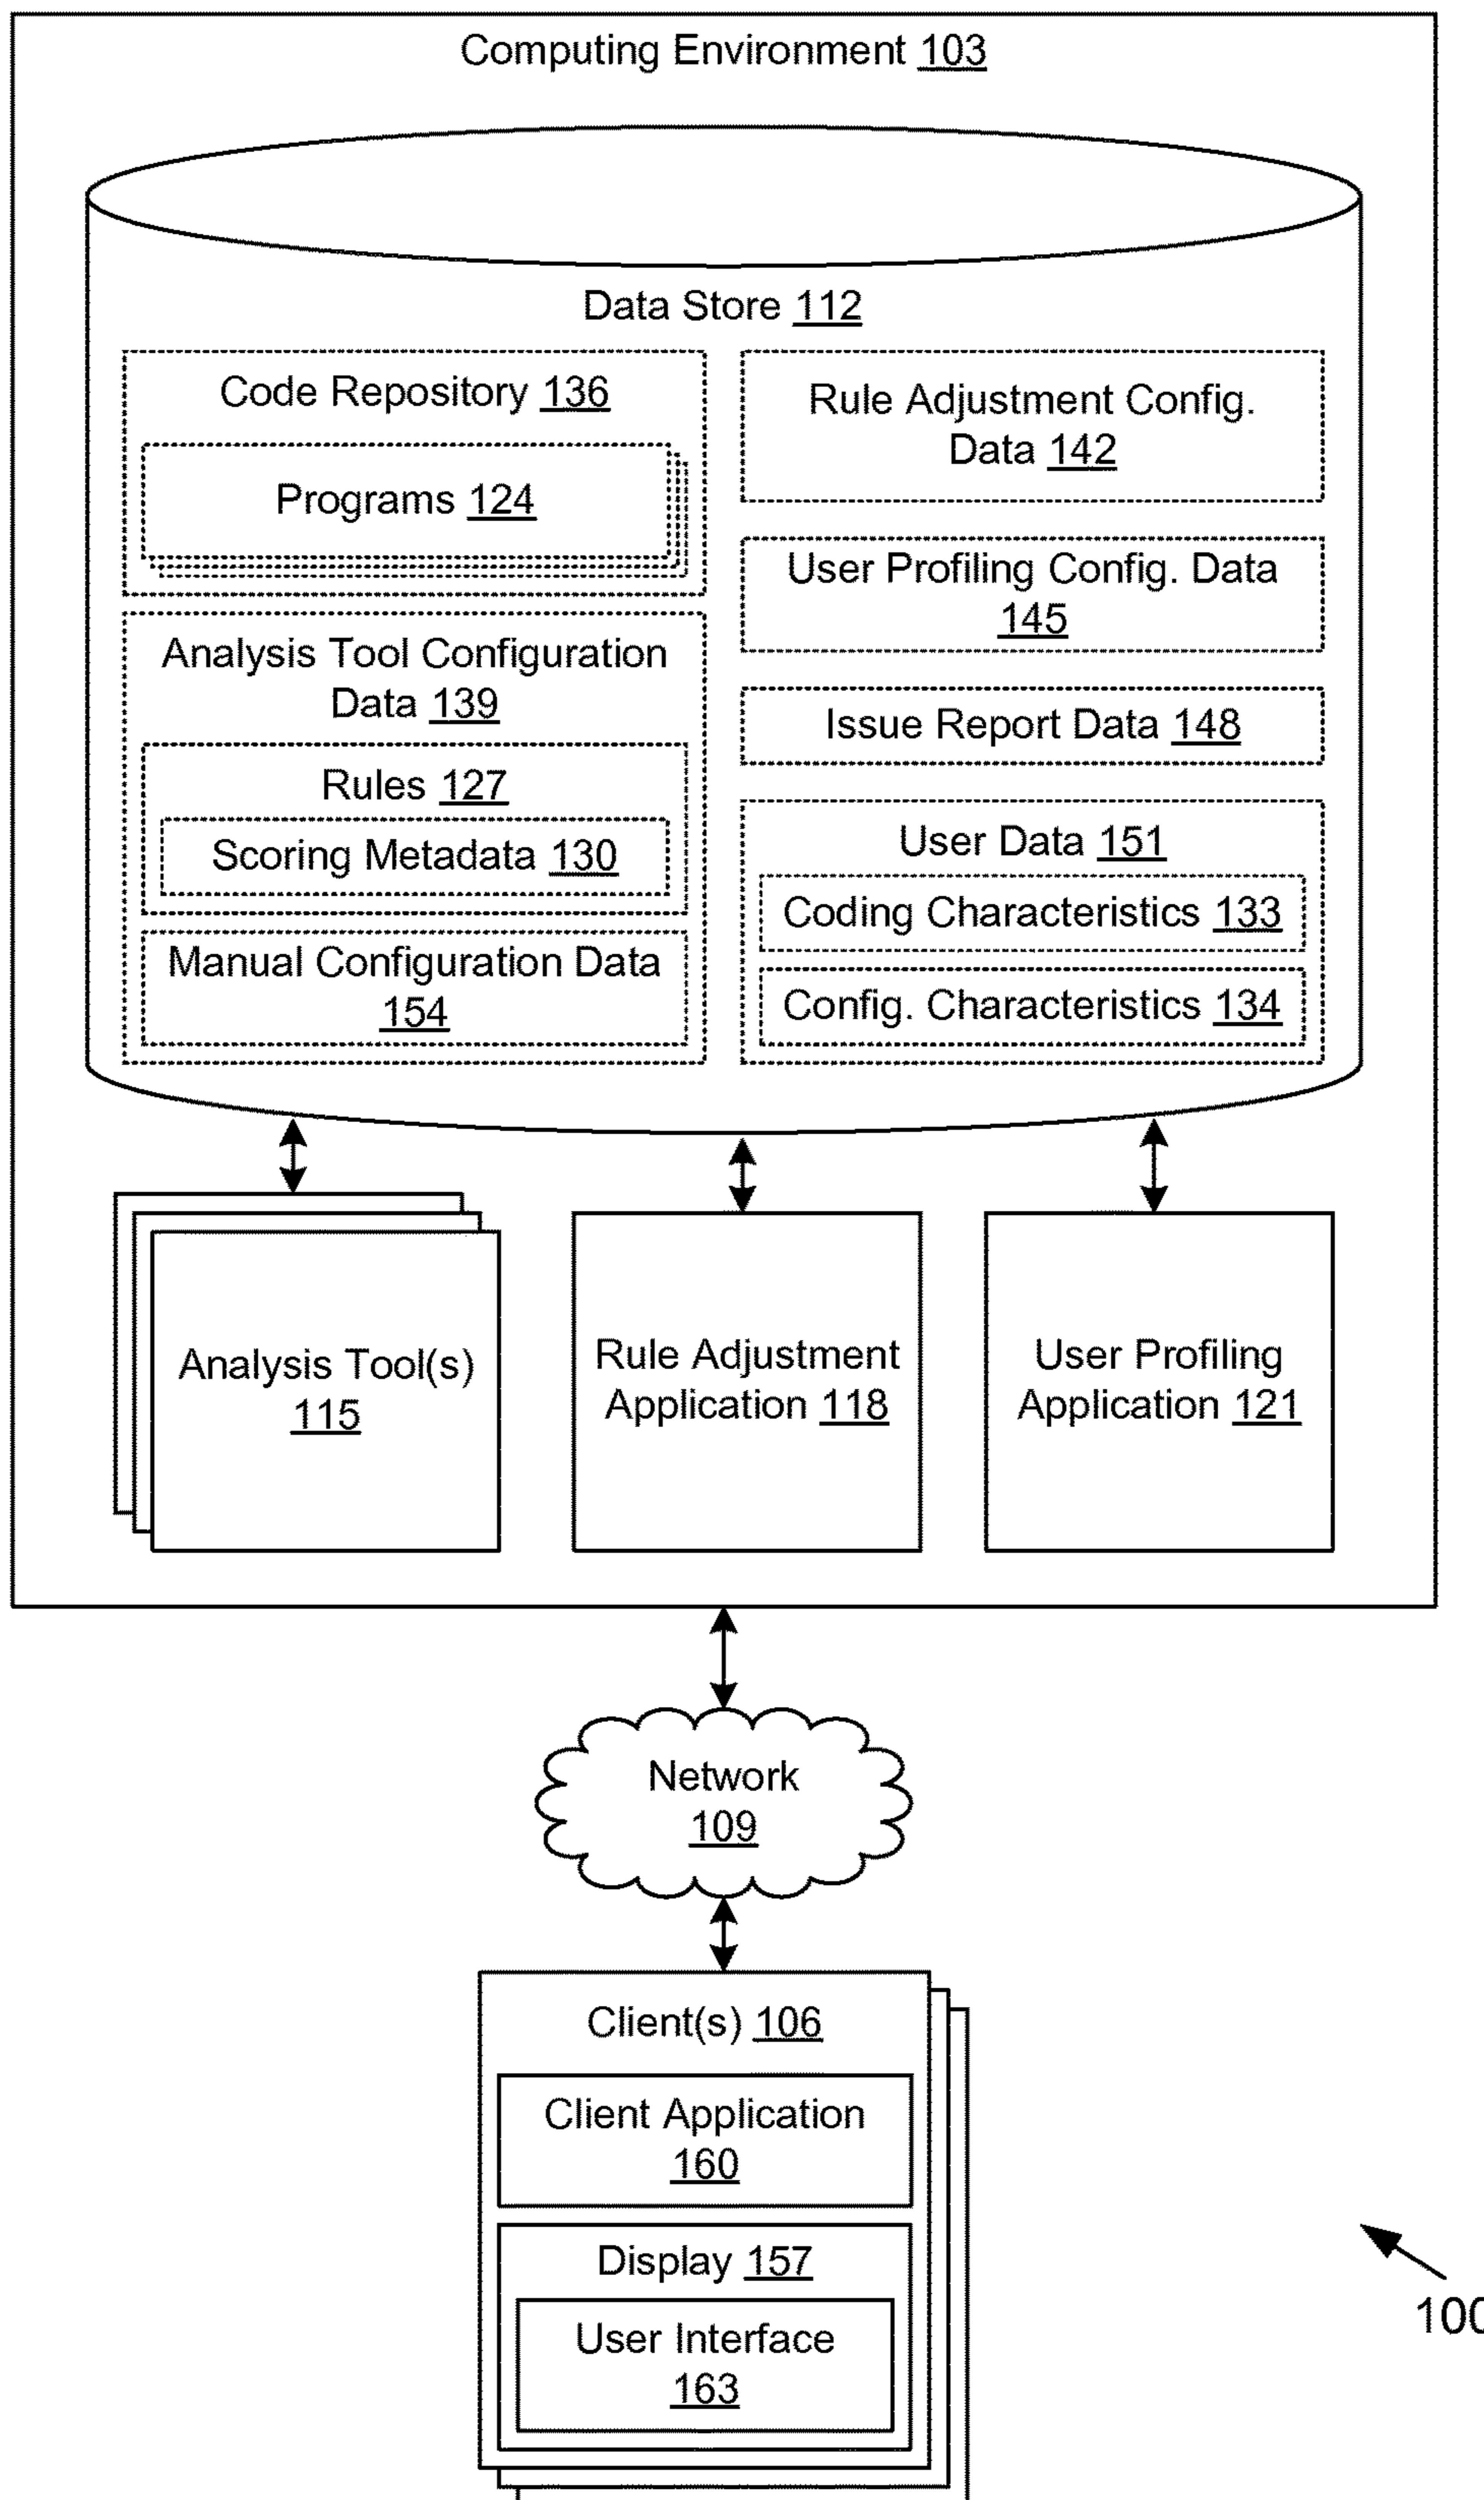 Computing Environment 103
Data Store 112
Code Repository 136
Programs 124
Analysis Tool Configuration
Data 139
Rules 127
Scoring Metadata 130
Manual Configuration Data
154
Rule Adjustment Config.
Data 142
User Profiling Config. Data
145
Issue Report Data 148
User Data 151
Coding Characteristics 133
Config. Characteristics 134
Analysis Tool(s)
115
Rule Adjustment
Application 118
User Profiling
Application 121
Network
109
Client(s) 106
Client Application
160
Display 157
User Interface
163
100